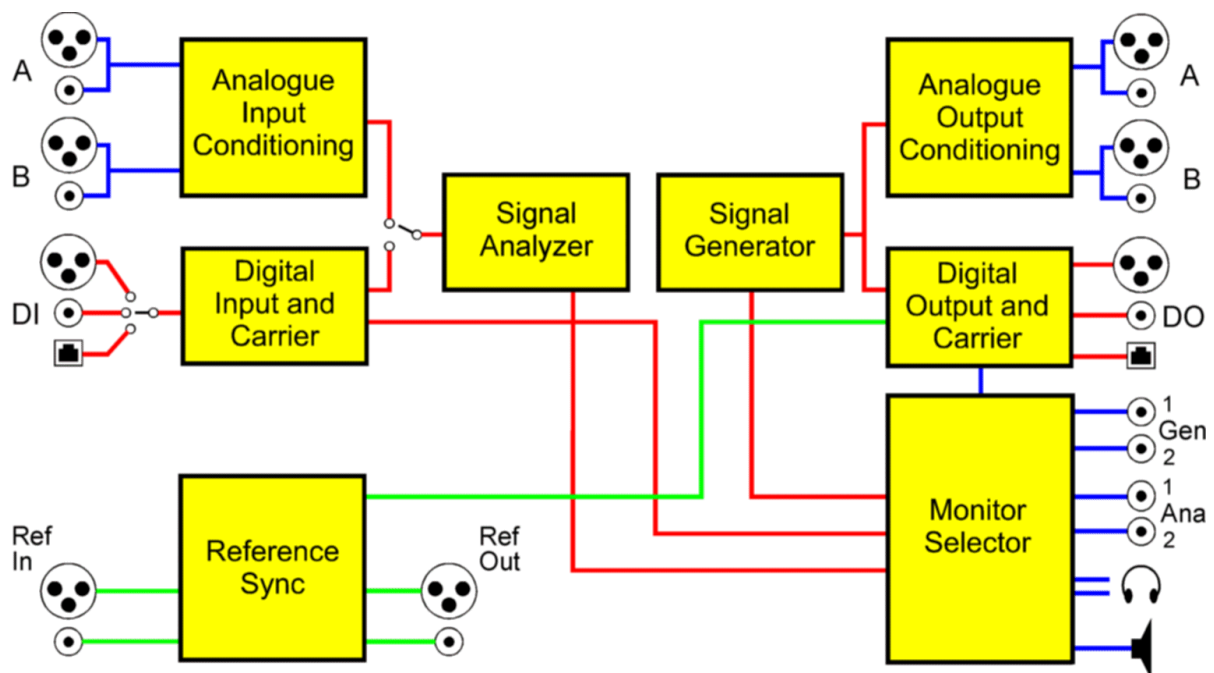 A
B
DI
Analogue
Input
Conditioning
Digital
Input and
Carrier
Signal
Analyzer
Signal
Generator
Analogue
Output
Conditioning
Digital
Output and
Carrier
A
B
DO
Reference
Sync
Ref
In
Ref
Out
Monitor
Selector
1
Gen
2
1
Ana
2